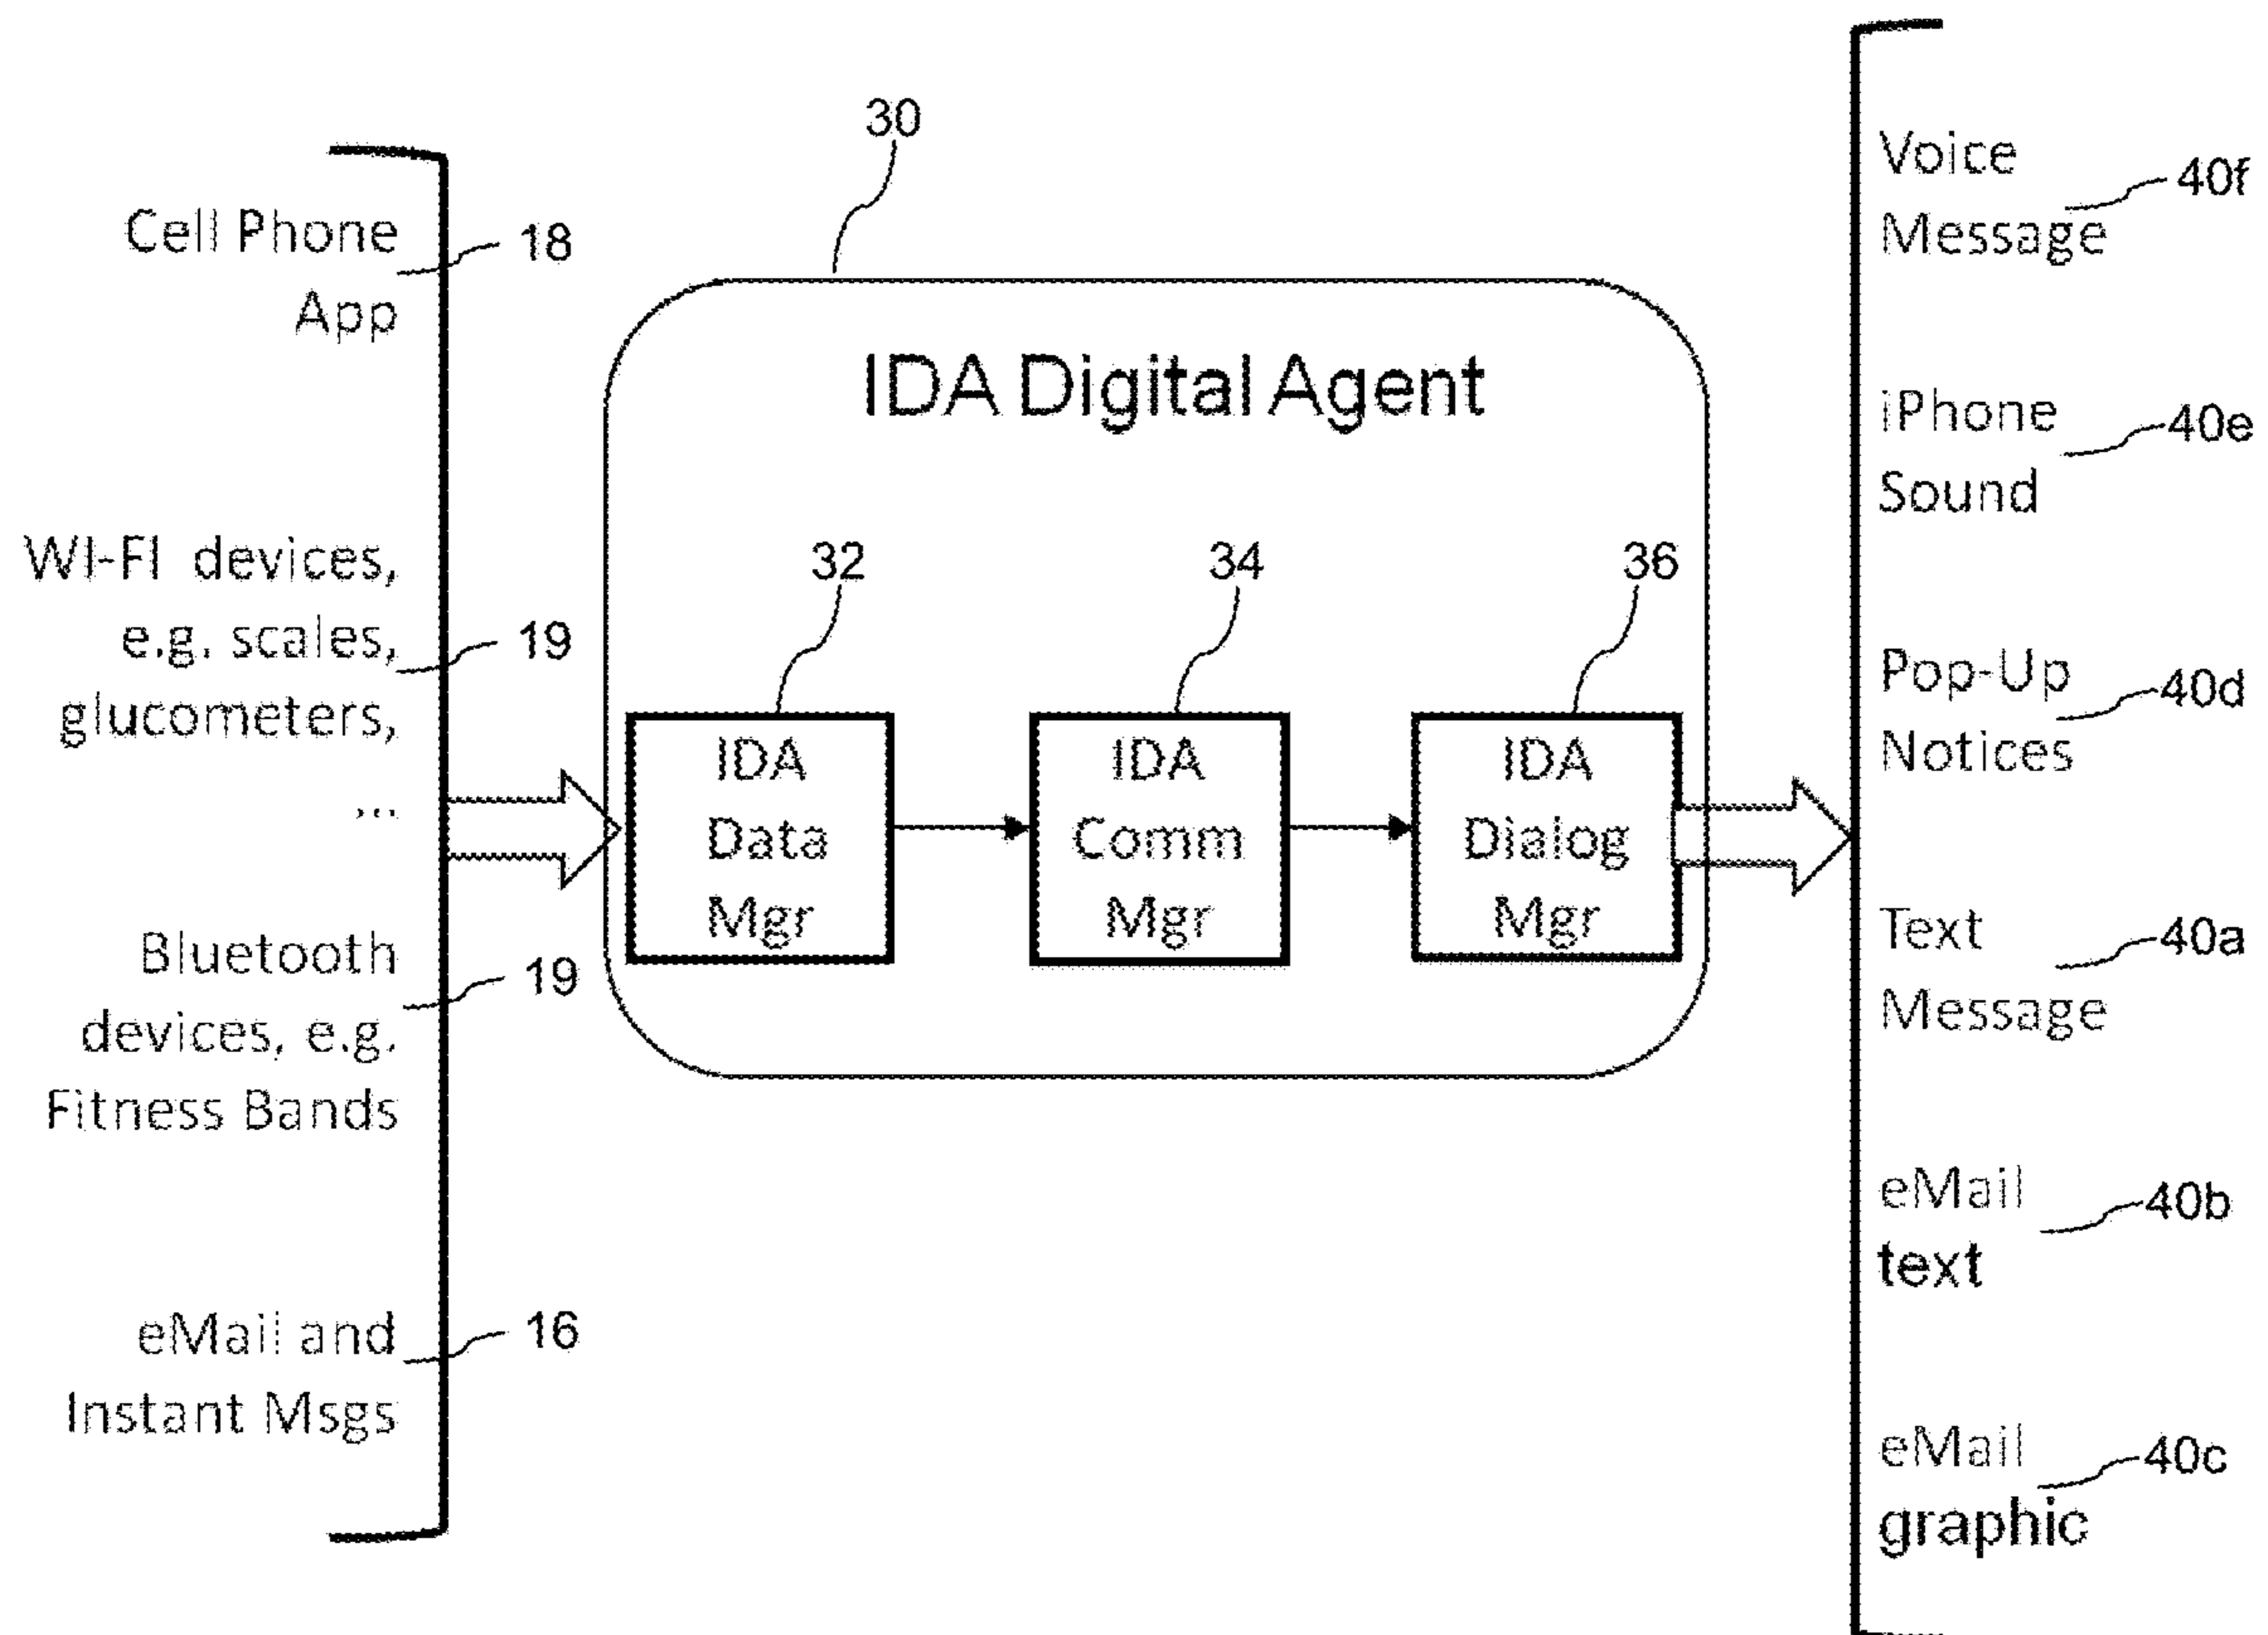 Cell Phone
App
18
WI-FI devices,
e.g. scales,
glucometers,
...
19
Bluetooth
devices, e.g.
Fitness Bands
19
eMail and
Instant Msgs
16
30
IDA Digital Agent
32
IDA
Data
Mgr
34
IDA
Comm
Mgr
36
IDA
Dialog
Mgr
Voice
Message
40f
iPhone
Sound
40e
Pop-Up
Notices
40d
Text
Message
40a
eMail
text
40b
eMail
graphic
40c